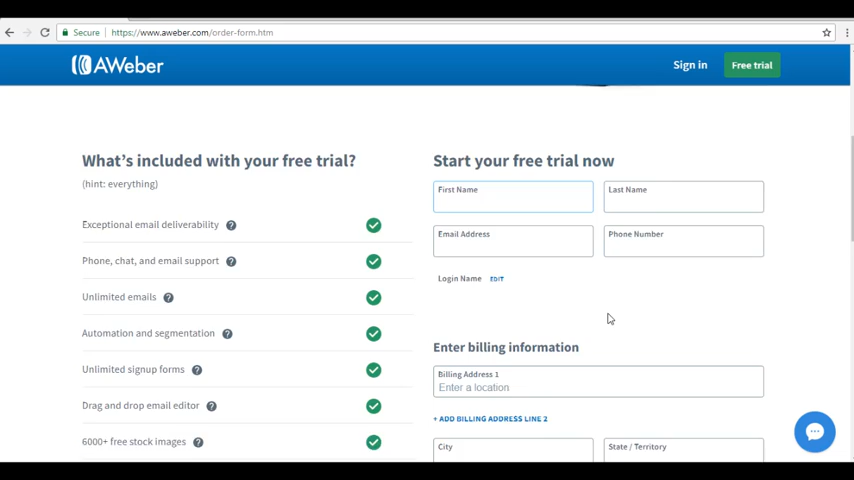 Secure
https://www.aweber.com/order-form.htm
AWeber
Sign in
Free trial
What's included with your free trial?
(hint: everything)
Exceptional email deliverability ?
Phone, chat, and email support ?
Unlimited emails ?
Automation and segmentation ?
Unlimited signup forms ?
Drag and drop email editor ?
6000+ free stock images ?
Start your free trial now
First Name
Last Name
Email Address
Phone Number
Login Name EDIT
Enter billing information
Billing Address 1
Enter a location
+ ADD BILLING ADDRESS LINE 2
City
State / Territory